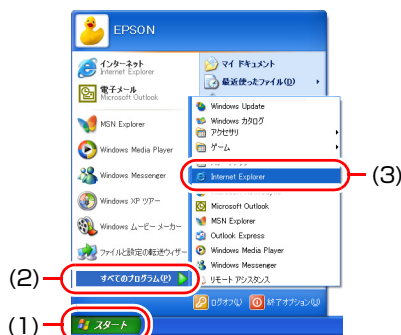 EPSON
インターネット
Internet Explorer
電子メール
Microsoft Outlook
MSN Explorer
Windows Media Player
Windows Messenger
Windows XP ツアー
Windows ムービー メーカー
ファイルと設定の転送ウィザー
すべてのプログラム(P)
マイ ドキュメント
最近使ったファイル(D)
Windows Update
Windows カタログ
アクセサリ
ゲーム
Internet Explorer
Microsoft Outlook
MSN Explorer
Outlook Express
Windows Media Player
Windows Messenger
リモート アシスタンス
ログオフ(L)
終了オプション(U)
スタート
(1)
(2)
(3)